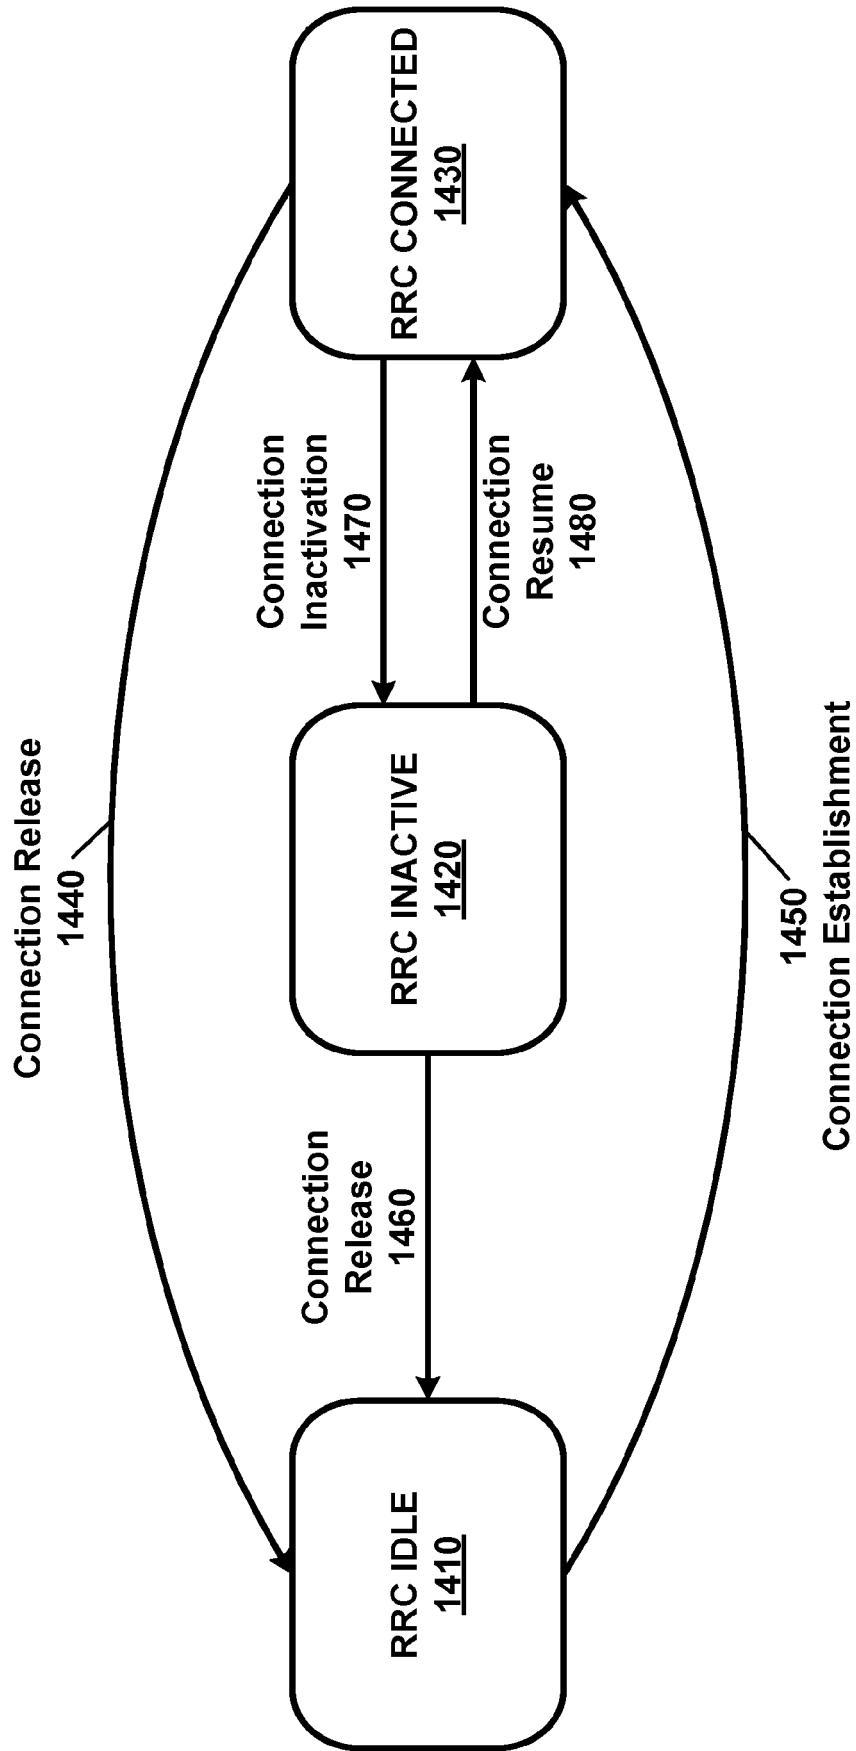 Connection Release
1440
RRC IDLE
1410
Connection
Release
1460
RRC INACTIVE
1420
Connection
Inactivation
1470
Connection
Resume
1480
RRC CONNECTED
1430
1450
Connection Establishment